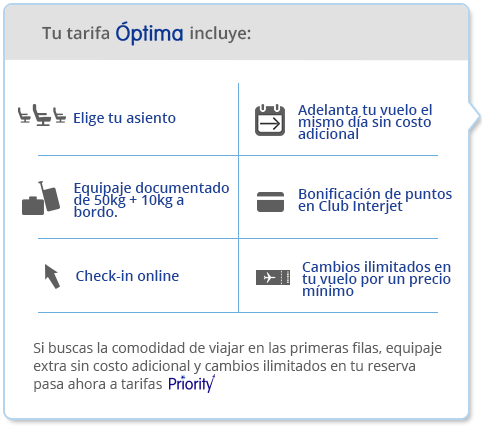 Tu tarifa Óptima incluye:
Elige tu asiento
Adelanta tu vuelo el
mismo día sin costo
adicional
Equipaje documentado
de 50kg + 10kg a
bordo.
Bonificación de puntos
en Club Interjet
Check-in online
Cambios ilimitados en
tu vuelo por un precio
mínimo
Si buscas la comodidad de viajar en las primeras filas, equipaje
extra sin costo adicional y cambios ilimitados en tu reserva
pasa ahora a tarifas Priority